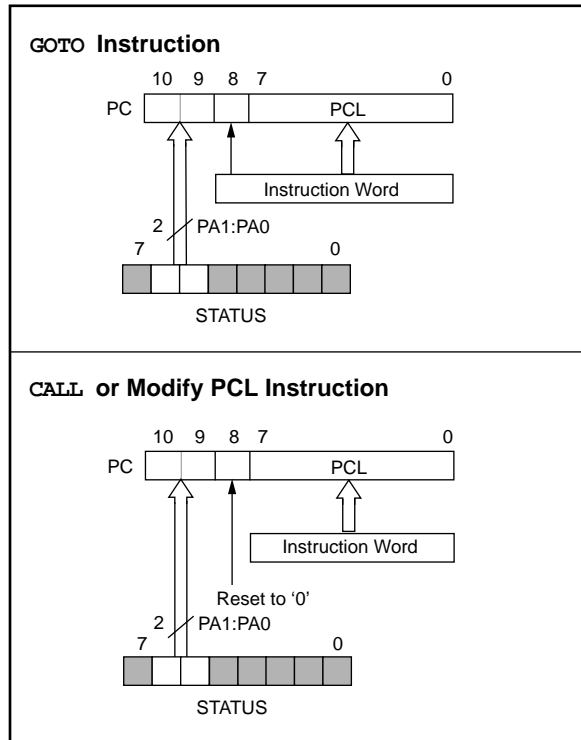 GOTO Instruction
10 9 8 7 0
PC PCL
Instruction Word
2 PA1:PA0
7 0
STATUS
CALL or Modify PCL Instruction
10 9 8 7 0
PC PCL
Instruction Word
Reset to ‘0’
2 PA1:PA0
7 0
STATUS